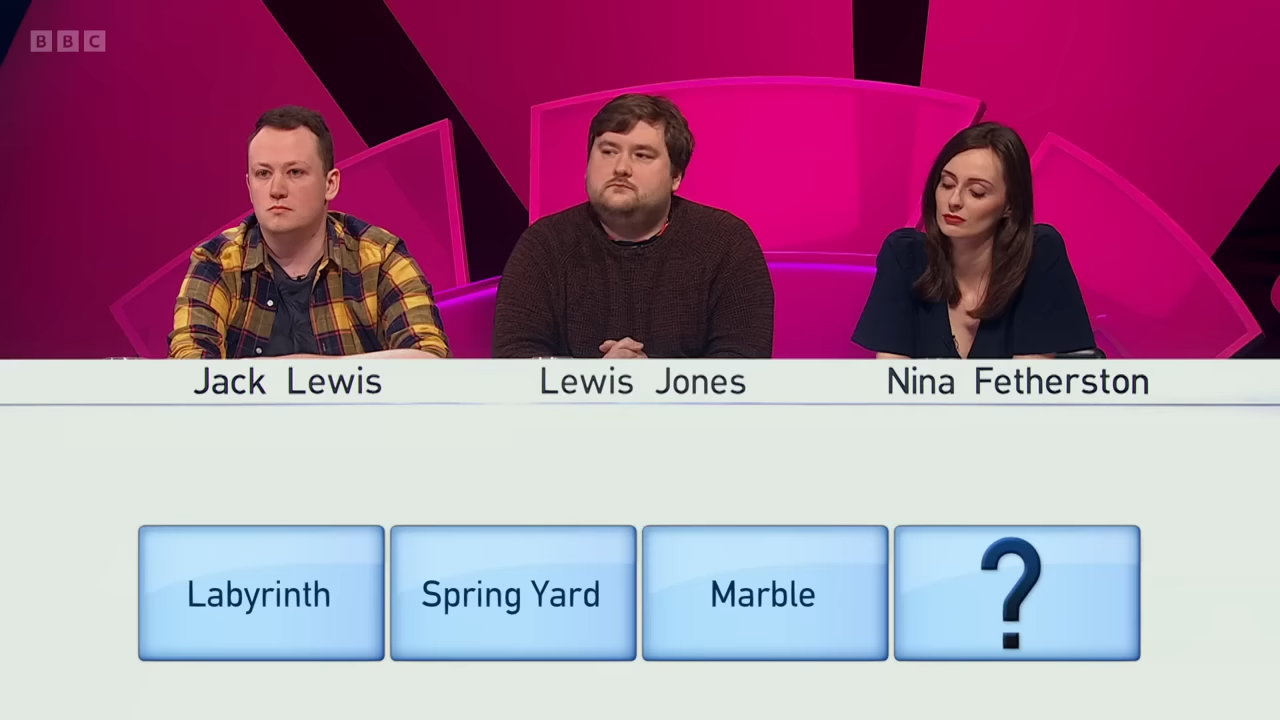 BBC
Jack Lewis
Lewis Jones
Nina Fetherston
Labyrinth
Spring Yard
Marble
?